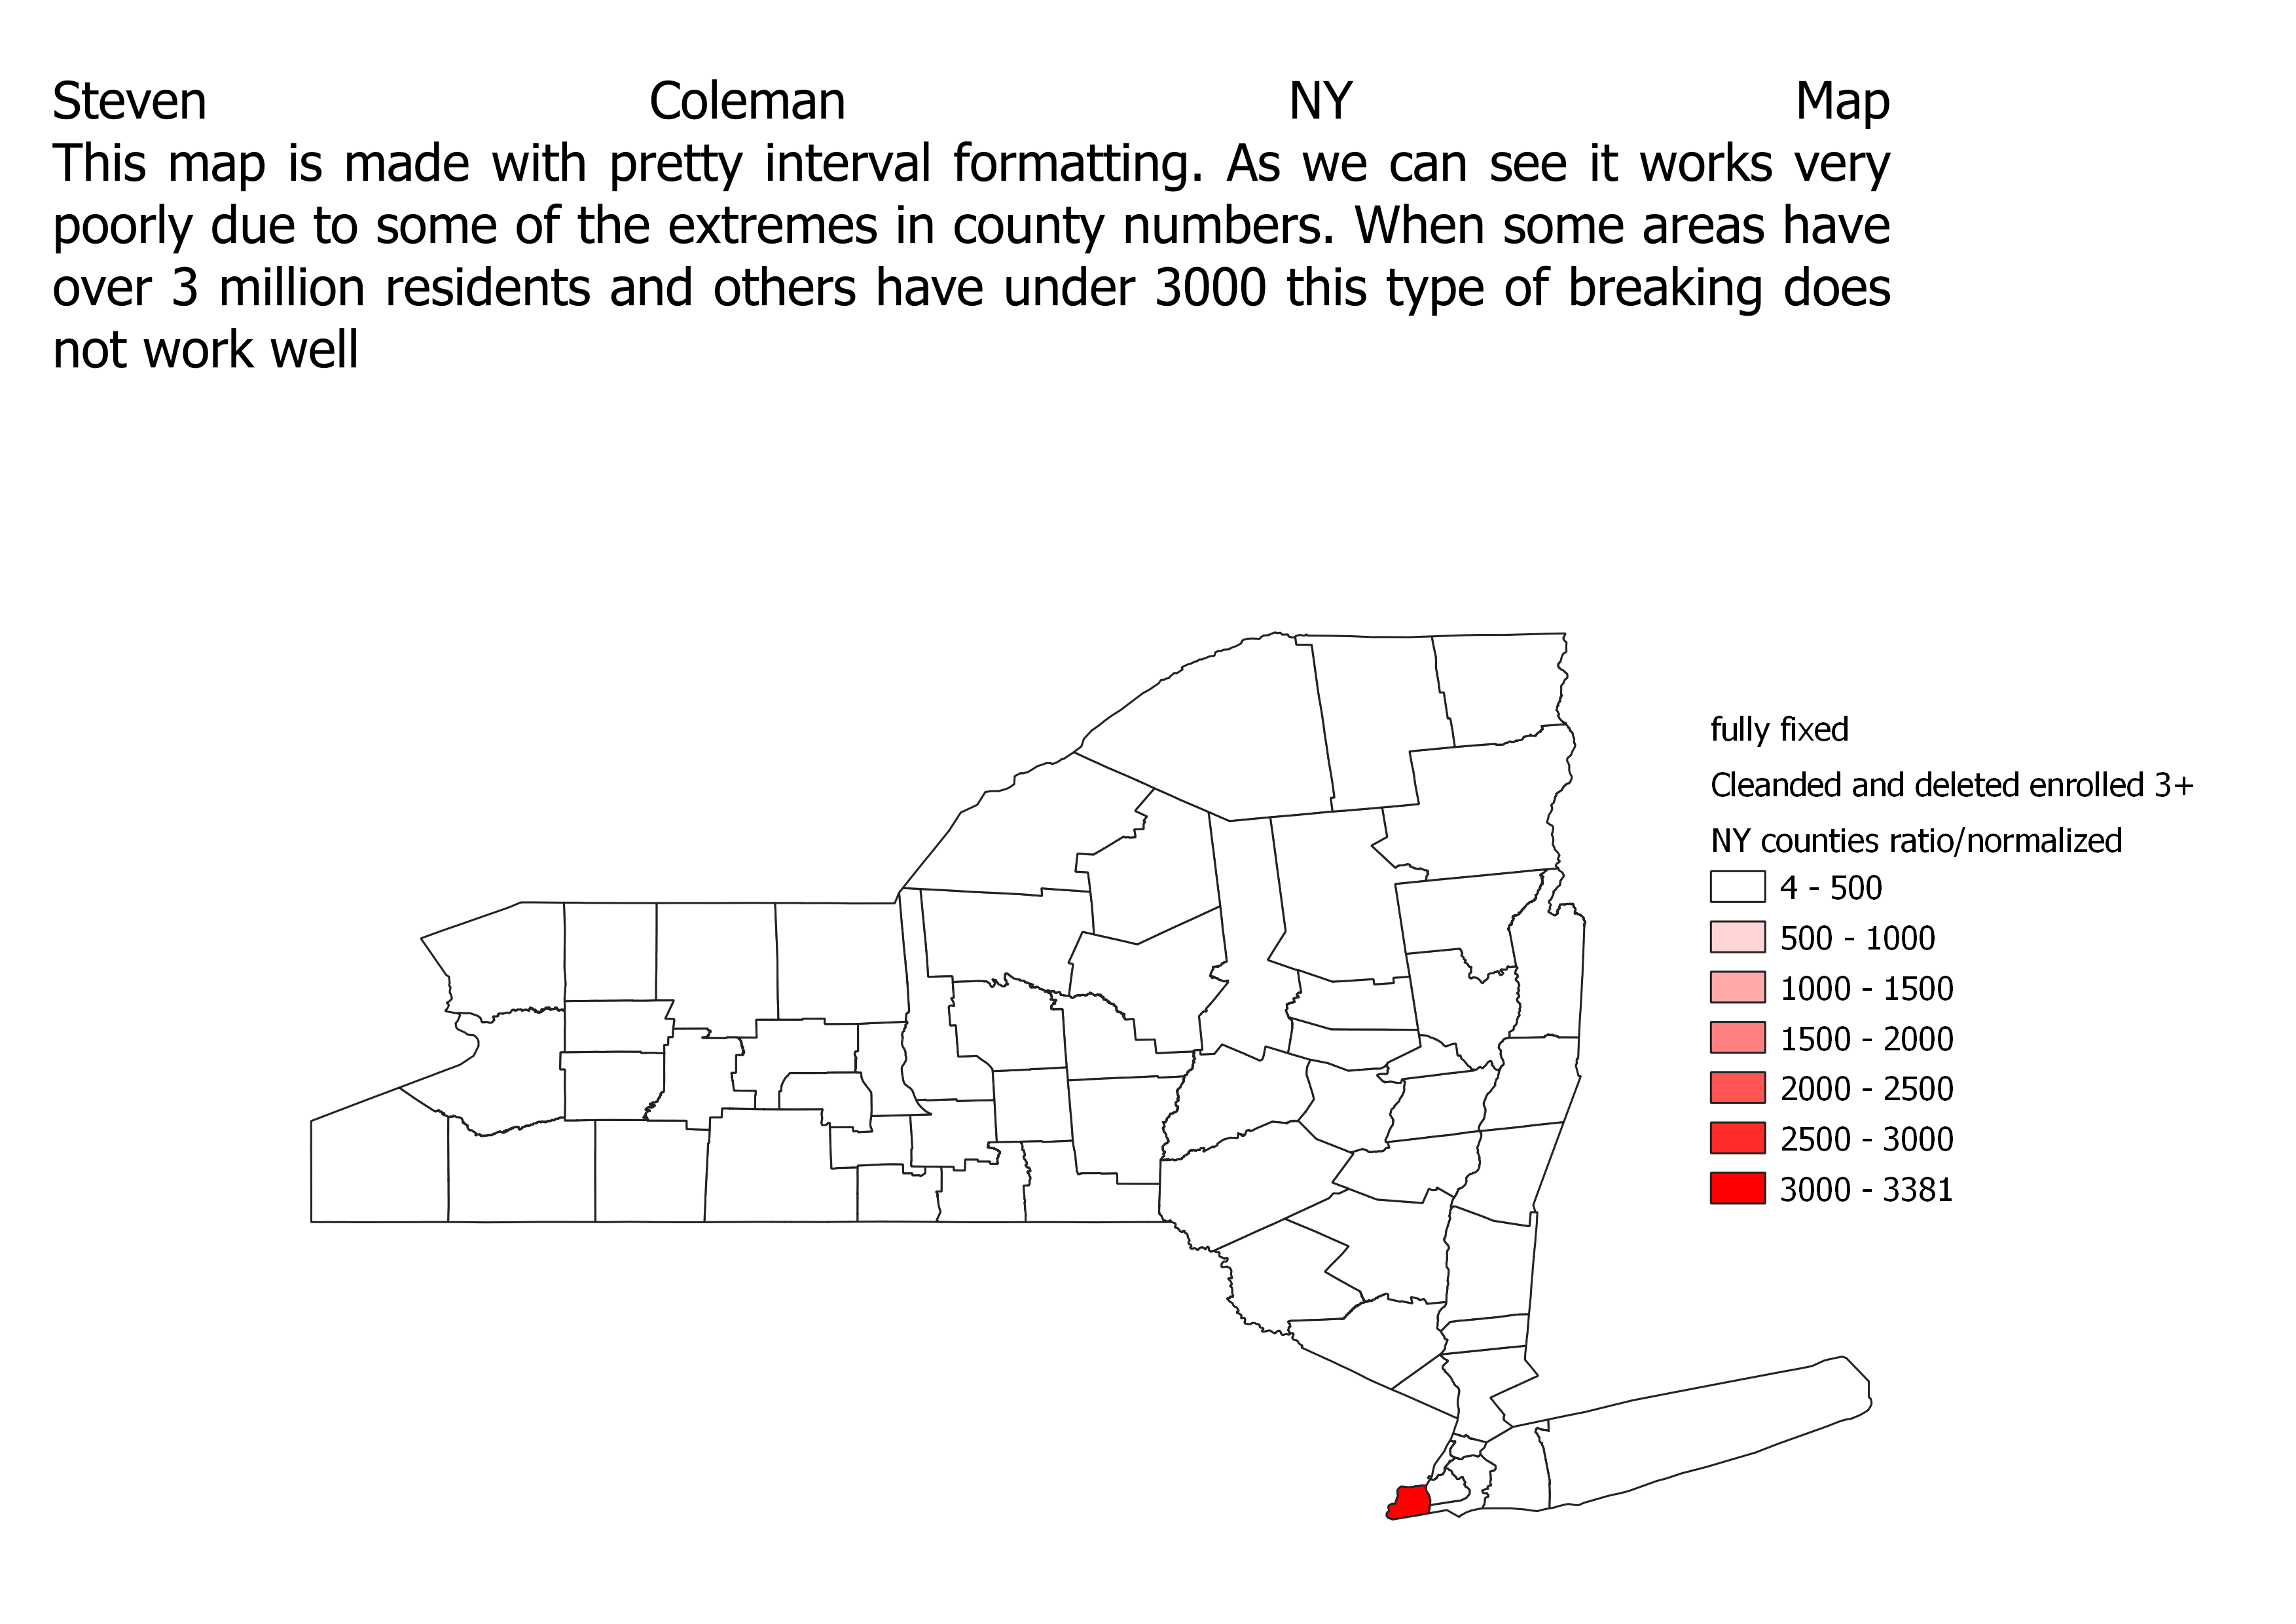 Steven Coleman NY Map
This map is made with pretty interval formatting. As we can see it works very
poorly due to some of the extremes in county numbers. When some areas have
over 3 million residents and others have under 3000 this type of breaking does
not work well
fully fixed
Cleanded and deleted enrolled 3+
NY counties ratio/normalized
4 - 500
500 - 1000
1000 - 1500
1500 - 2000
2000 - 2500
2500 - 3000
3000 - 3381